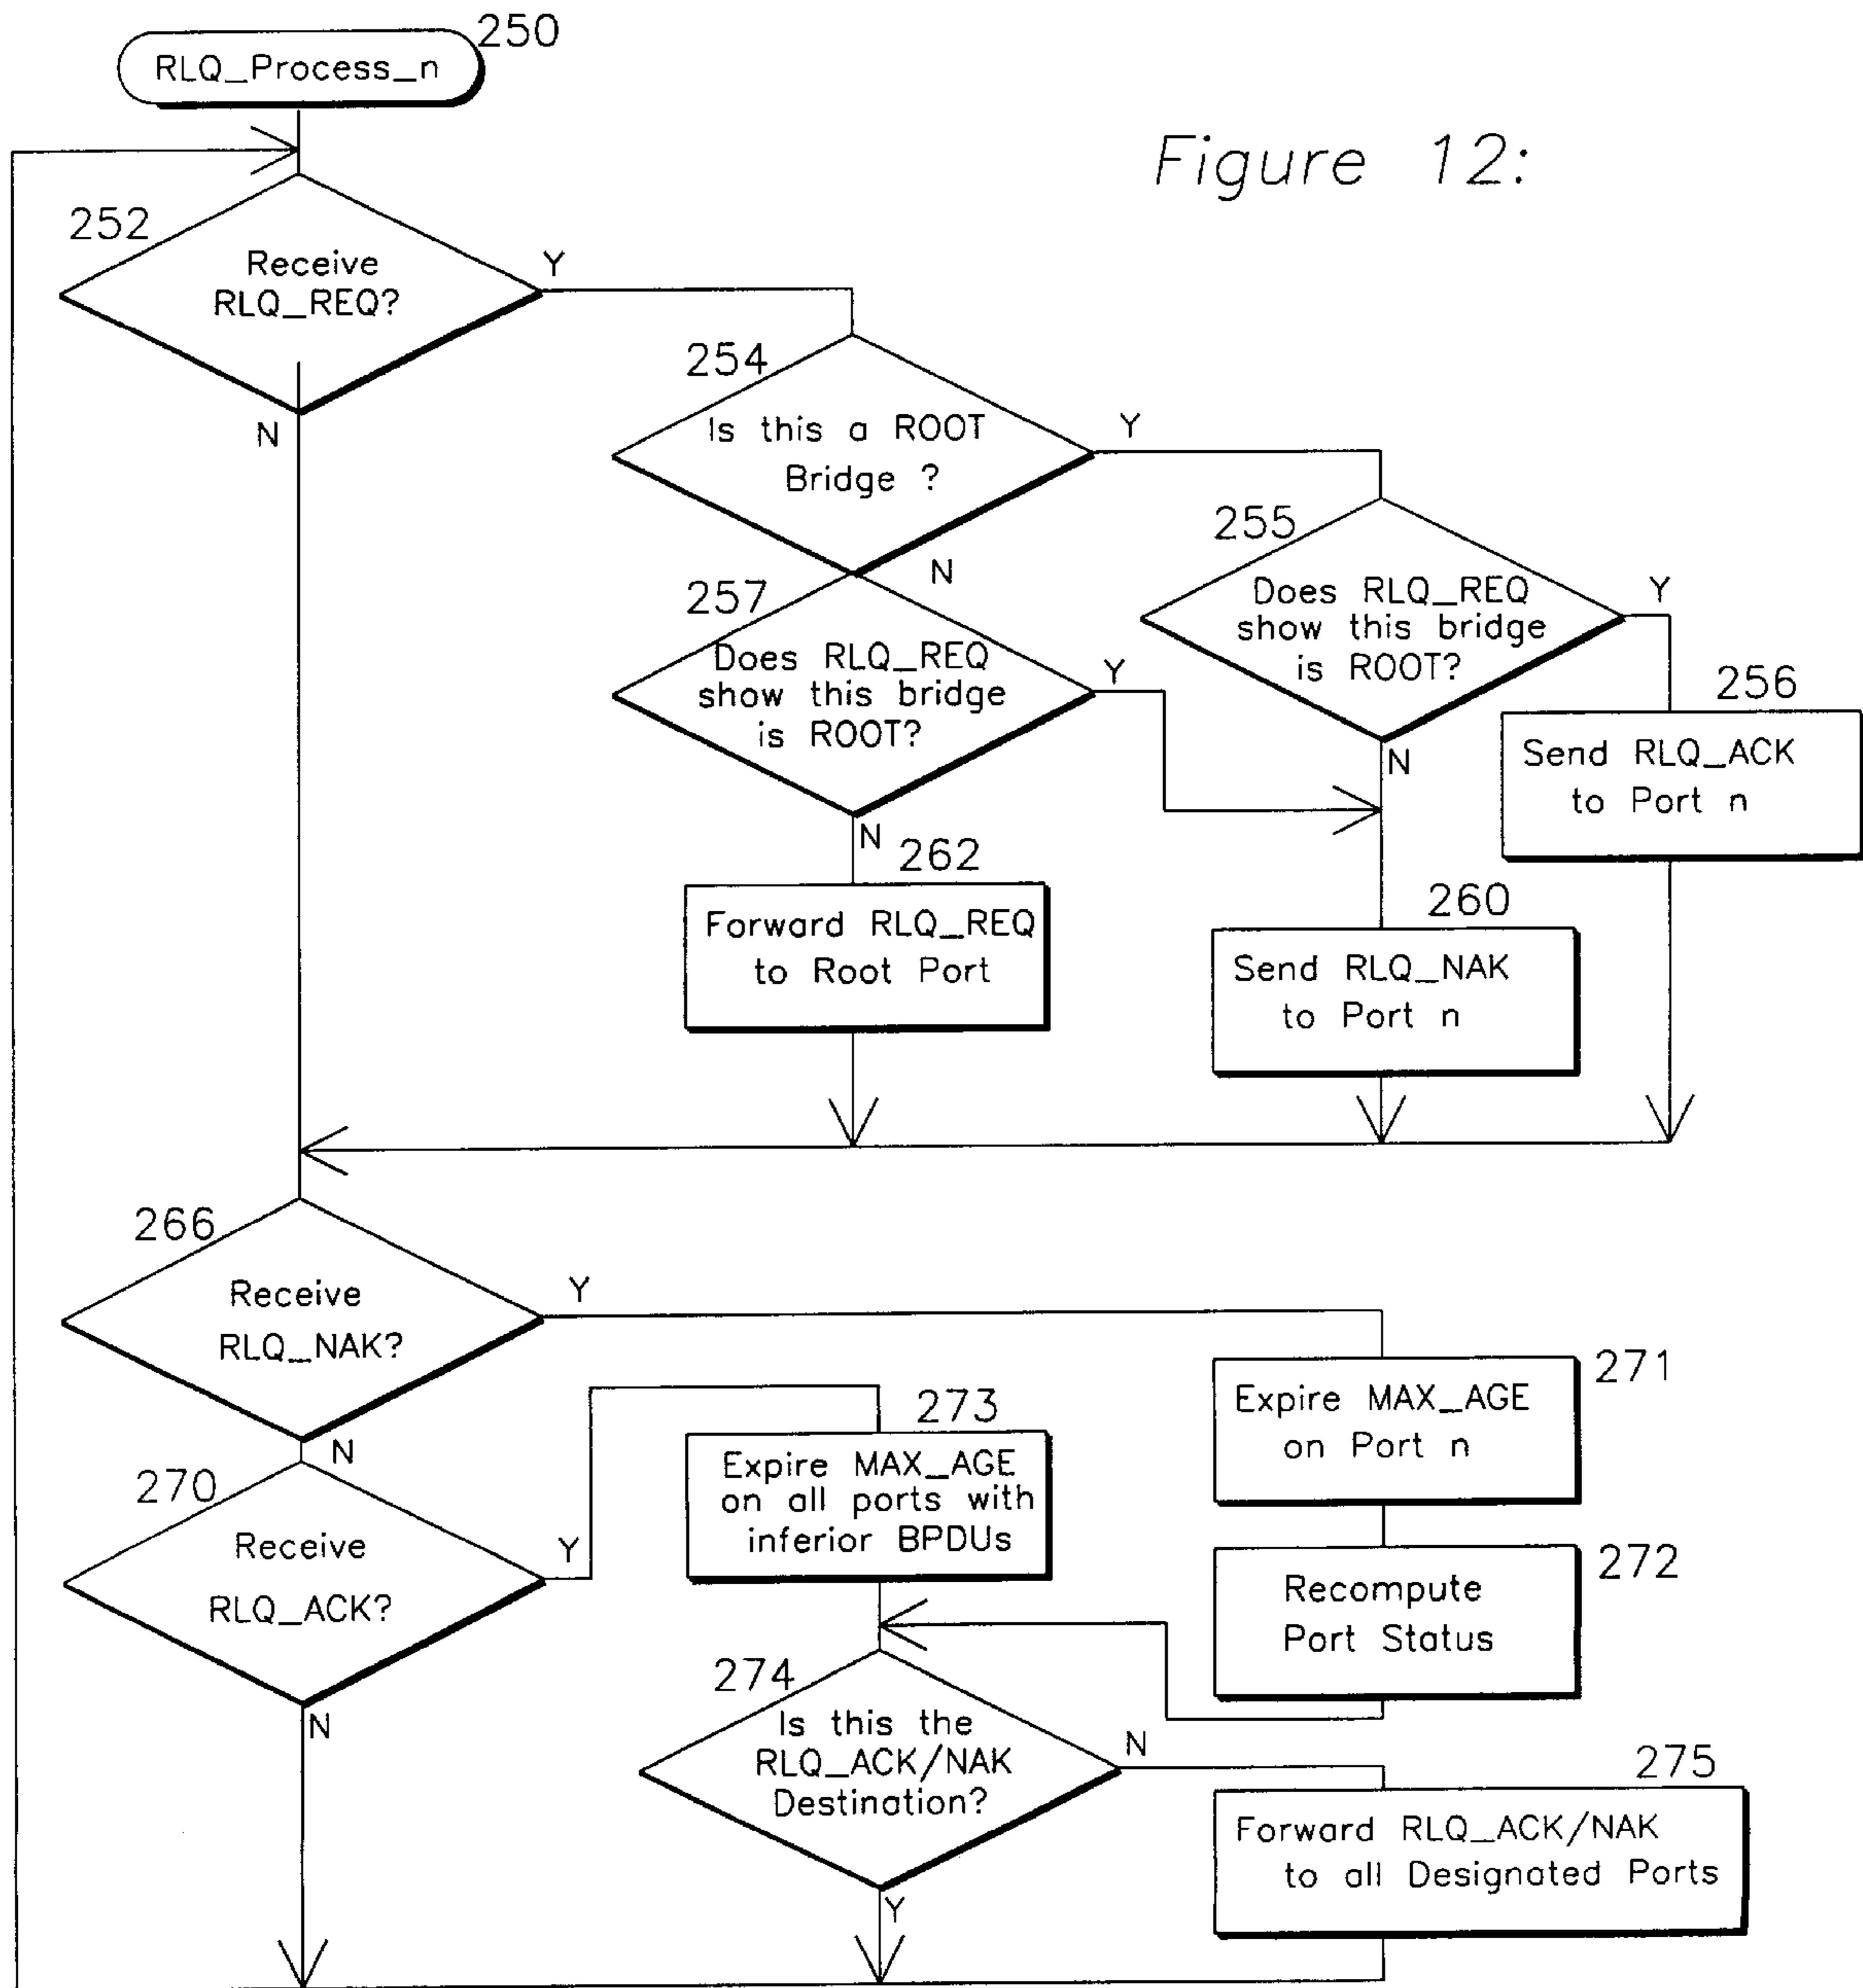 250
RLQ_Process_n
Figure 12:
252
Receive
RLQ_REQ?
Y
N
254
Is this a ROOT
Bridge ?
Y
N
255
Does RLQ_REQ
show this bridge
is ROOT?
Y
N
257
Does RLQ_REQ
show this bridge
is ROOT?
Y
N
256
Send RLQ_ACK
to Port n
262
Forward RLQ_REQ
to Root Port
260
Send RLQ_NAK
to Port n
266
Receive
RLQ_NAK?
Y
N
271
Expire MAX_AGE
on Port n
273
Expire MAX_AGE
on all ports with
inferior BPDUs
270
Receive
RLQ_ACK?
Y
N
272
Recompute
Port Status
274
Is this the
RLQ_ACK/NAK
Destination?
N
Y
275
Forward RLQ_ACK/NAK
to all Designated Ports